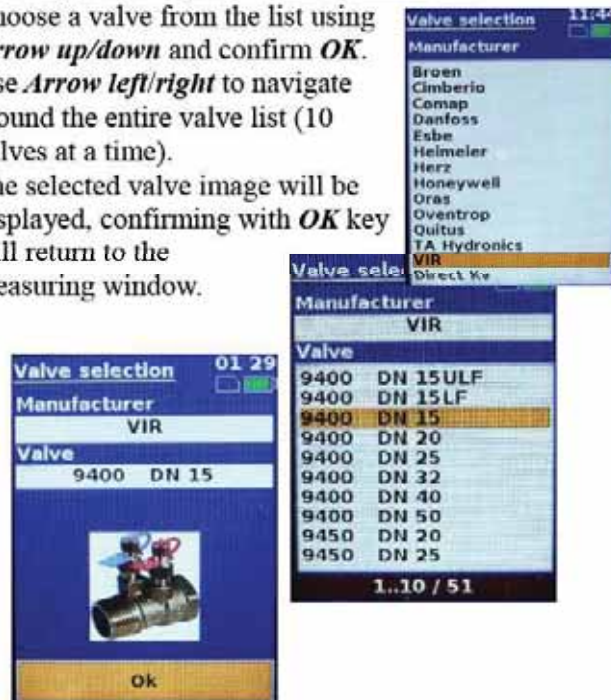 hoose a valve from the list using
rrow up/down and confirm OK.
se Arrow left/right to navigate
ound the entire valve list (10
lves at a time).
ne selected valve image will be
splayed, confirming with OK key
ll return to the
easuring window.
Valve selection 11:44
Manufacturer
Broen
Cimberio
Comap
Danfoss
Esbe
Heimeier
Herz
Honeywell
Oras
Oventrop
Quitus
TA Hydronics
VIR
Direct Kv
Valve sele
Manufacturer
VIR
Valve
9400 DN 15ULF
9400 DN 15LF
9400 DN 15
9400 DN 20
9400 DN 25
9400 DN 32
9400 DN 40
9400 DN 50
9450 DN 20
9450 DN 25
1..10 / 51
Valve selection 01 29
Manufacturer
VIR
Valve
9400 DN 15
Ok